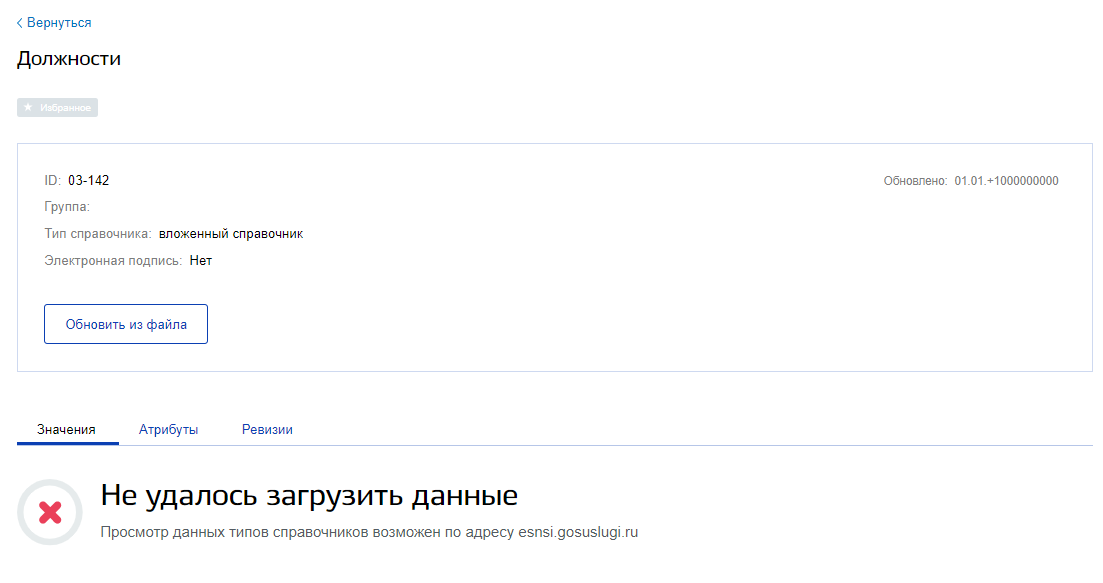 Вернуться
Должности
Избранное
ID: 03-142
Обновлено: 01.01.+1000000000
Группа:
Тип справочника: вложенный справочник
Электронная подпись: Нет
Обновить из файла
Значения Атрибуты Ревизии
Не удалось загрузить данные
Просмотр данных типов справочников возможен по адресу esnsi.gosuslugi.ru